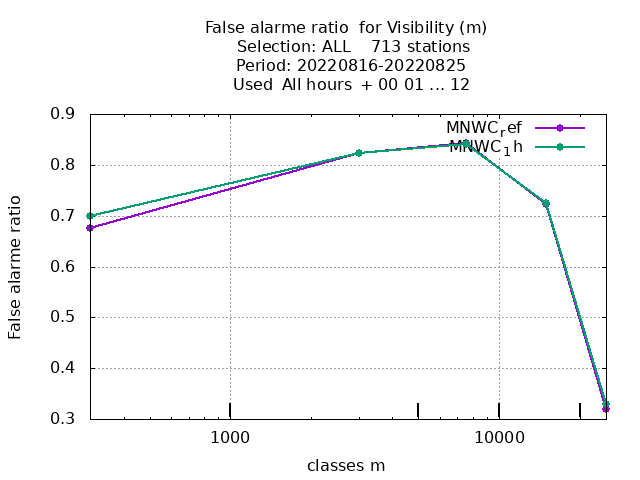 False alarme ratio  for Visibility (m)
Selection: ALL    713 stations
Period: 20220816-20220825
Used  All hours  + 00 01 ... 12
MNWC_ref
MNWC_1h
0.9
0.8
0.7
0.6
0.5
0.4
0.3
False alarme ratio
1000
10000
classes m